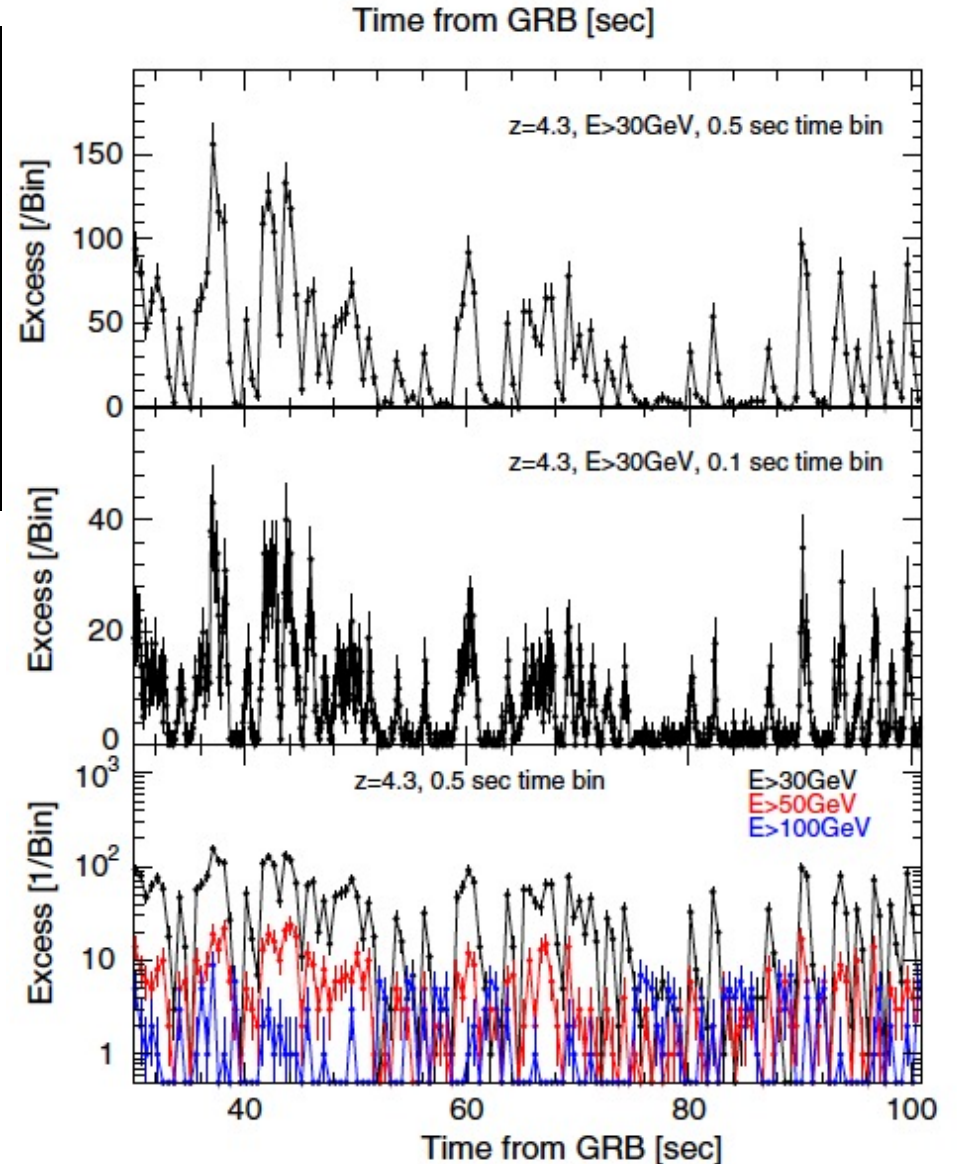 Time from GRB [sec]
z=4.3, E>30GeV, 0.5 sec time bin
Excess [/Bin]
150
100
50
0
z=4.3, E>30GeV, 0.1 sec time bin
Excess [/Bin]
40
20
0
z=4.3, 0.5 sec time bin
E>30GeV
E>50GeV
E>100GeV
Excess [1/Bin]
10³
10²
10
1
40 60 80 100
Time from GRB [sec]